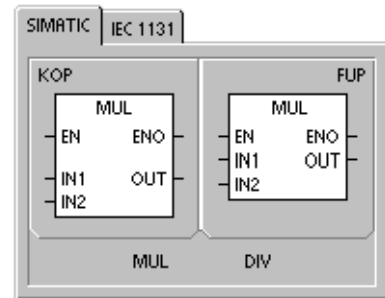 SIMATIC IEC 1131
KOP FUP
MUL MUL
EN ENO EN ENO
IN1 OUT IN1 OUT
IN2 IN2
MUL DIV